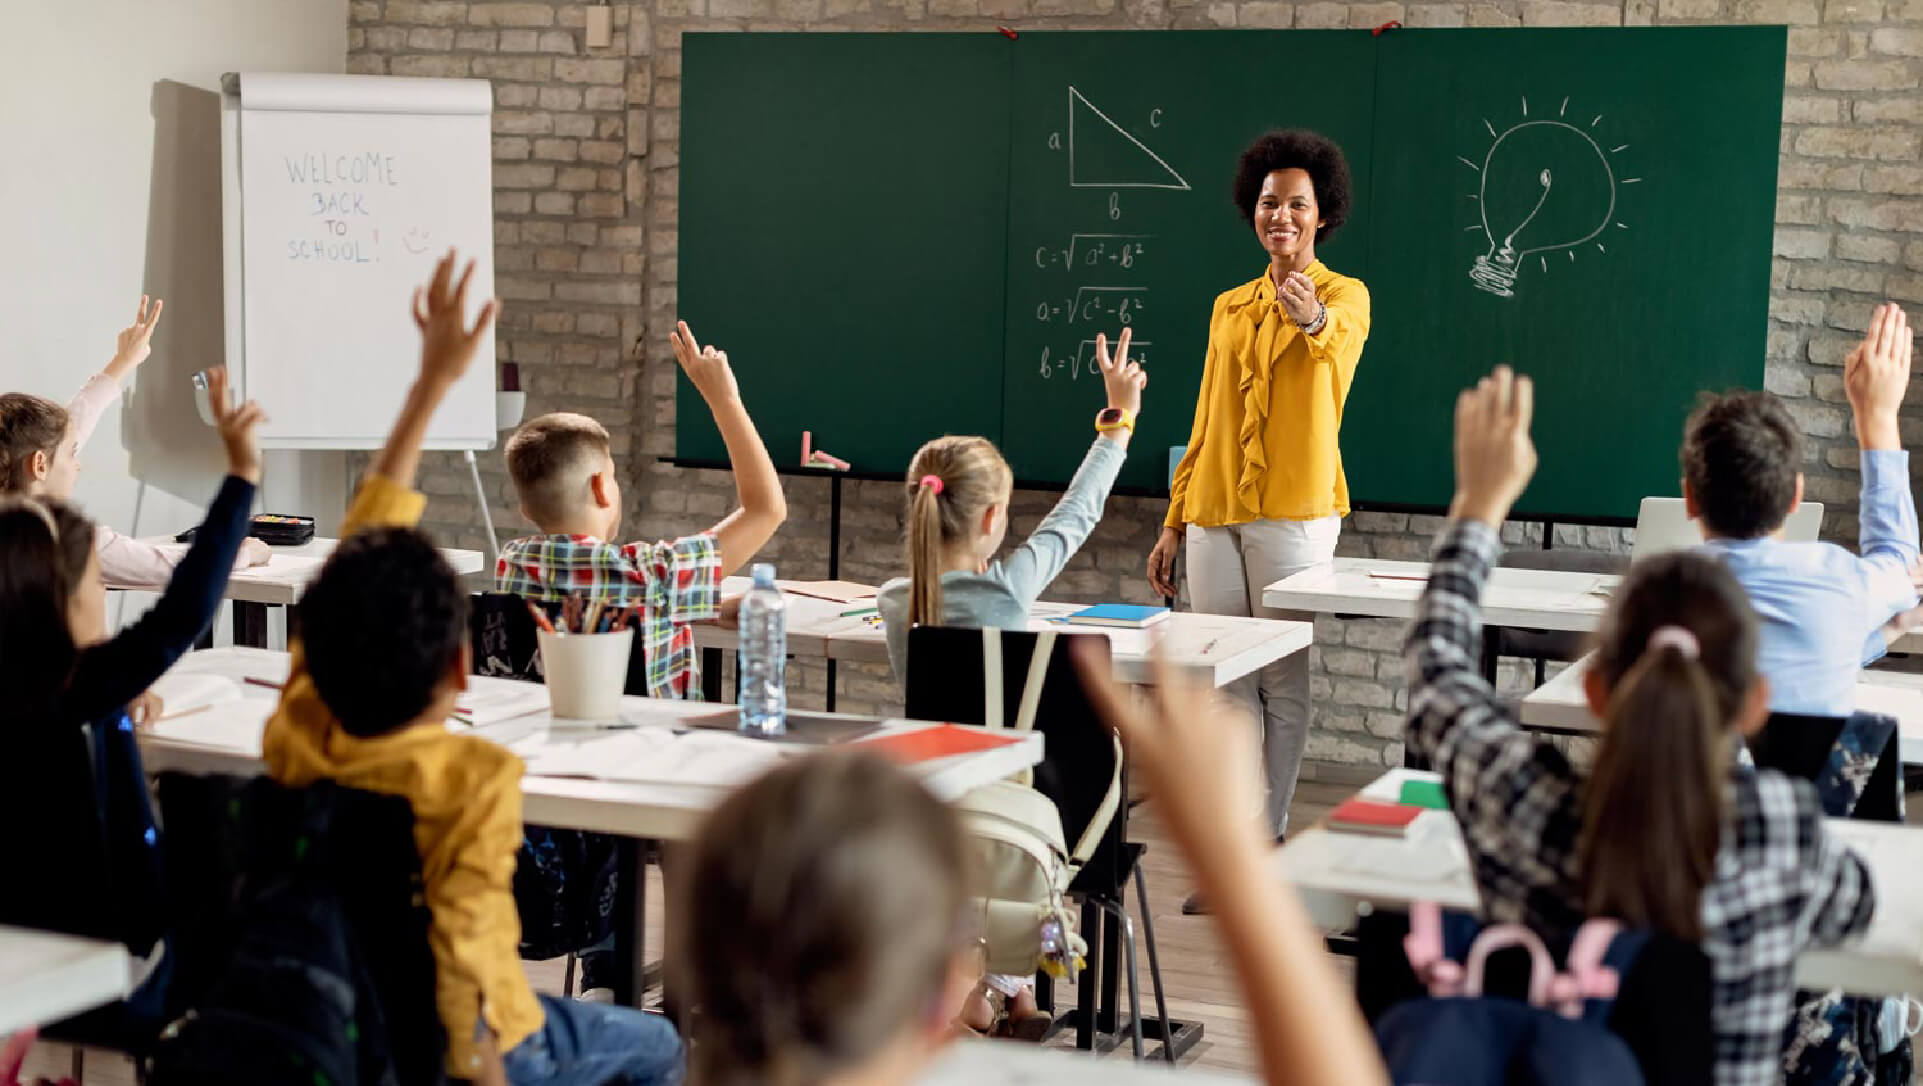 WELCOME
BACK
TO
SCHOOL!
a
c
b
c=√a²+b²
a=√c²-b²
b=√c